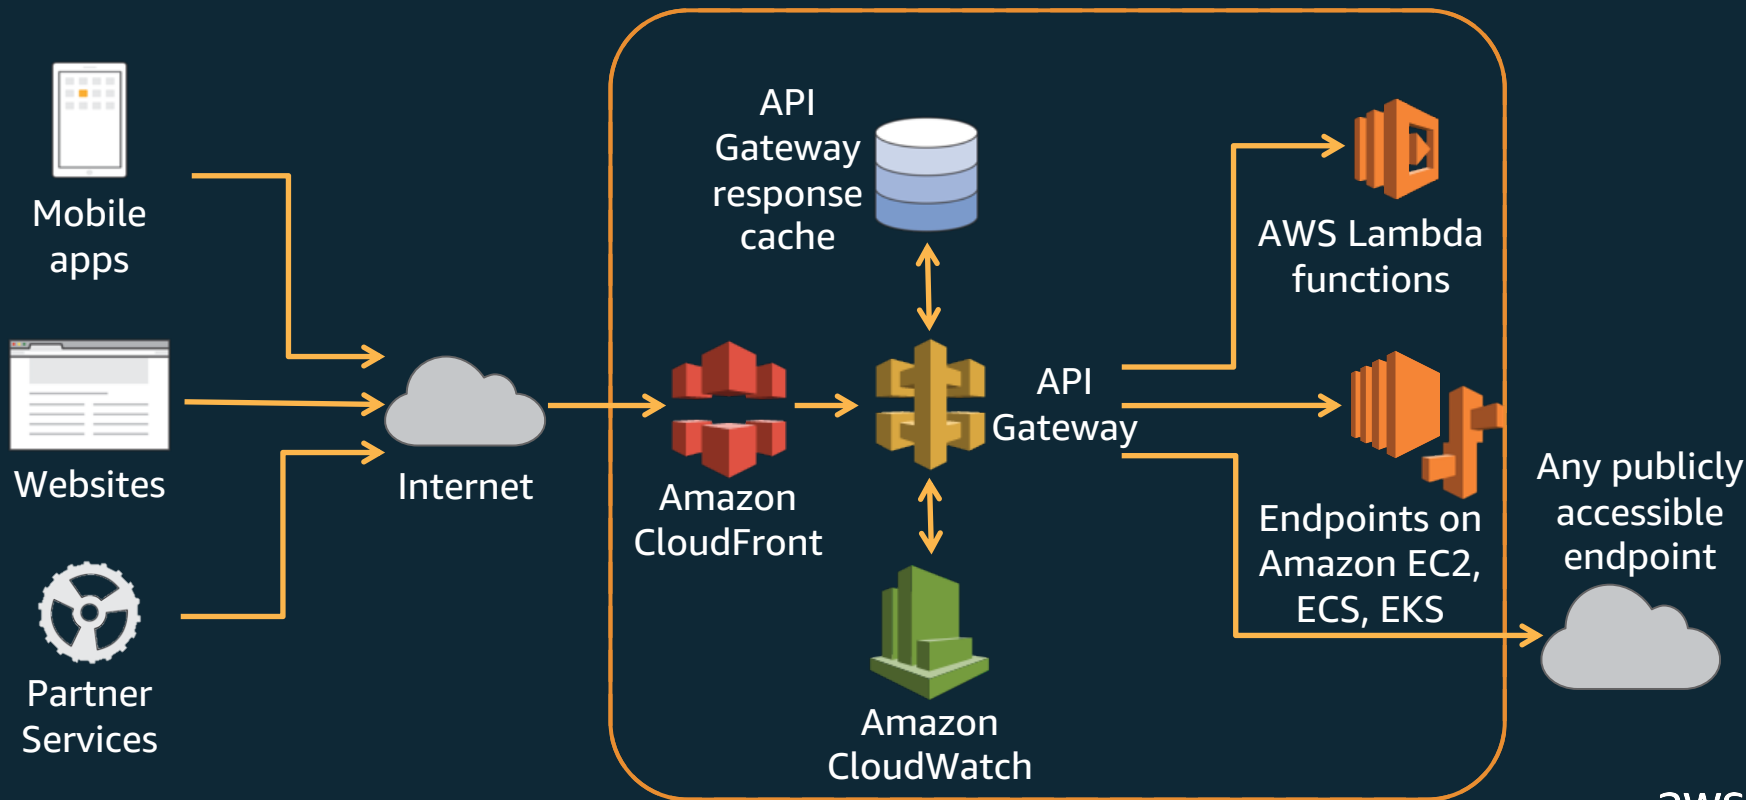 Mobile
apps
Websites
Partner
Services
Internet
API
Gateway
response
cache
Amazon
CloudFront
API
Gateway
Amazon
CloudWatch
AWS Lambda
functions
Endpoints on
Amazon EC2,
ECS, EKS
Any publicly
accessible
endpoint
aws